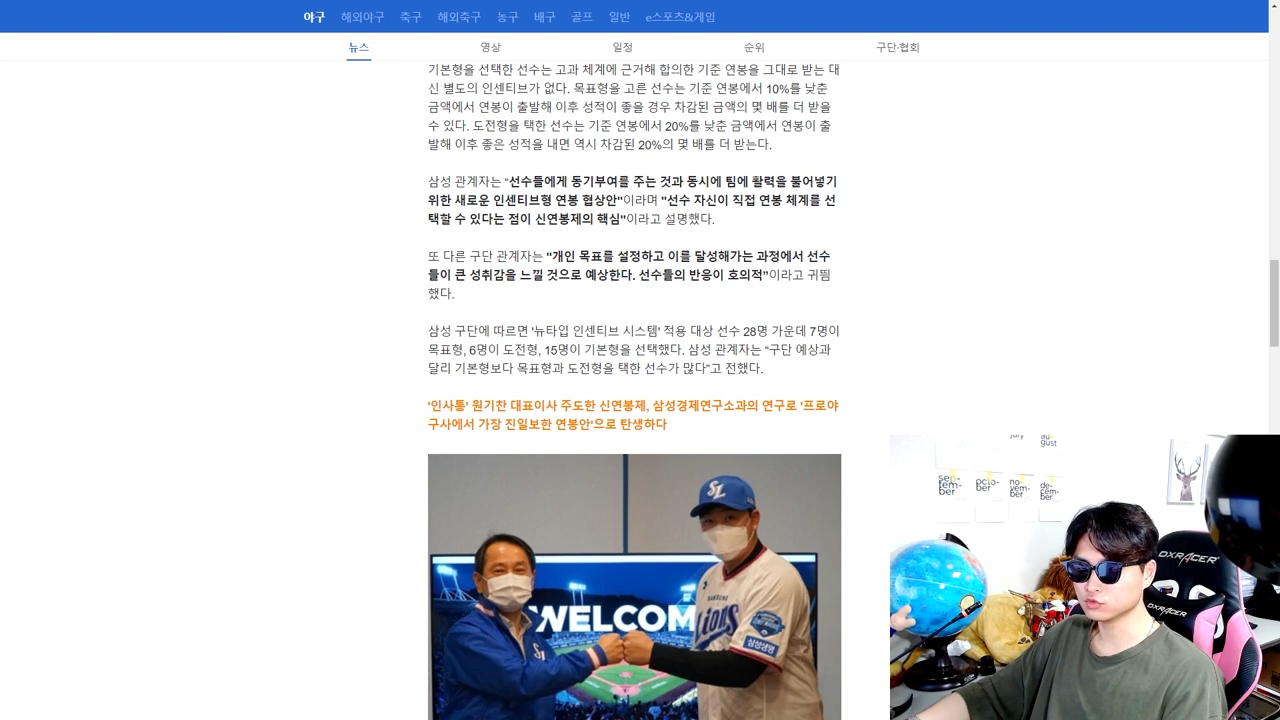 야구 해외야구 축구 해외축구 농구 배구 골프 일반 e스포츠&게임
뉴스 영상 일정 순위 구단·협회
기본형을 선택한 선수는 고과 체계에 근거해 합의한 기준 연봉을 그대로 받는 대
신 별도의 인센티브가 없다. 목표형을 고른 선수는 기준 연봉에서 10%를 낮춘
금액에서 연봉이 출발해 이후 성적이 좋을 경우 차감된 금액의 몇 배를 더 받을
수 있다. 도전형을 택한 선수는 기준 연봉에서 20%를 낮춘 금액에서 연봉이 출
발해 이후 좋은 성적을 내면 역시 차감된 20%의 몇 배를 더 받는다.
삼성 관계자는 “선수들에게 동기부여를 주는 것과 동시에 팀에 활력을 불어넣기
위한 새로운 인센티브형 연봉 협상안"이라며 "선수 자신이 직접 연봉 체계를 선
택할 수 있다는 점이 신연봉제의 핵심"이라고 설명했다.
또 다른 구단 관계자는 "개인 목표를 설정하고 이를 달성해가는 과정에서 선수
들이 큰 성취감을 느낄 것으로 예상한다. 선수들의 반응이 호의적”이라고 귀띔
했다.
삼성 구단에 따르면 '뉴타입 인센티브 시스템' 적용 대상 선수 28명 가운데 7명이
목표형, 6명이 도전형, 15명이 기본형을 선택했다. 삼성 관계자는 “구단 예상과
달리 기본형보다 목표형과 도전형을 택한 선수가 많다”고 전했다.
'인사통' 원기찬 대표이사 주도한 신연봉제, 삼성경제연구소과의 연구로 '프로야
구사에서 가장 진일보한 연봉안'으로 탄생하다
WELCOM
SL
SL
SAMSUNG
Lions
삼성생명
july
au-
gust
sep-
tem-
ber
octo-
ber
no-
vem-
ber
de-
cem-
ber
DXRACER
DXRACER